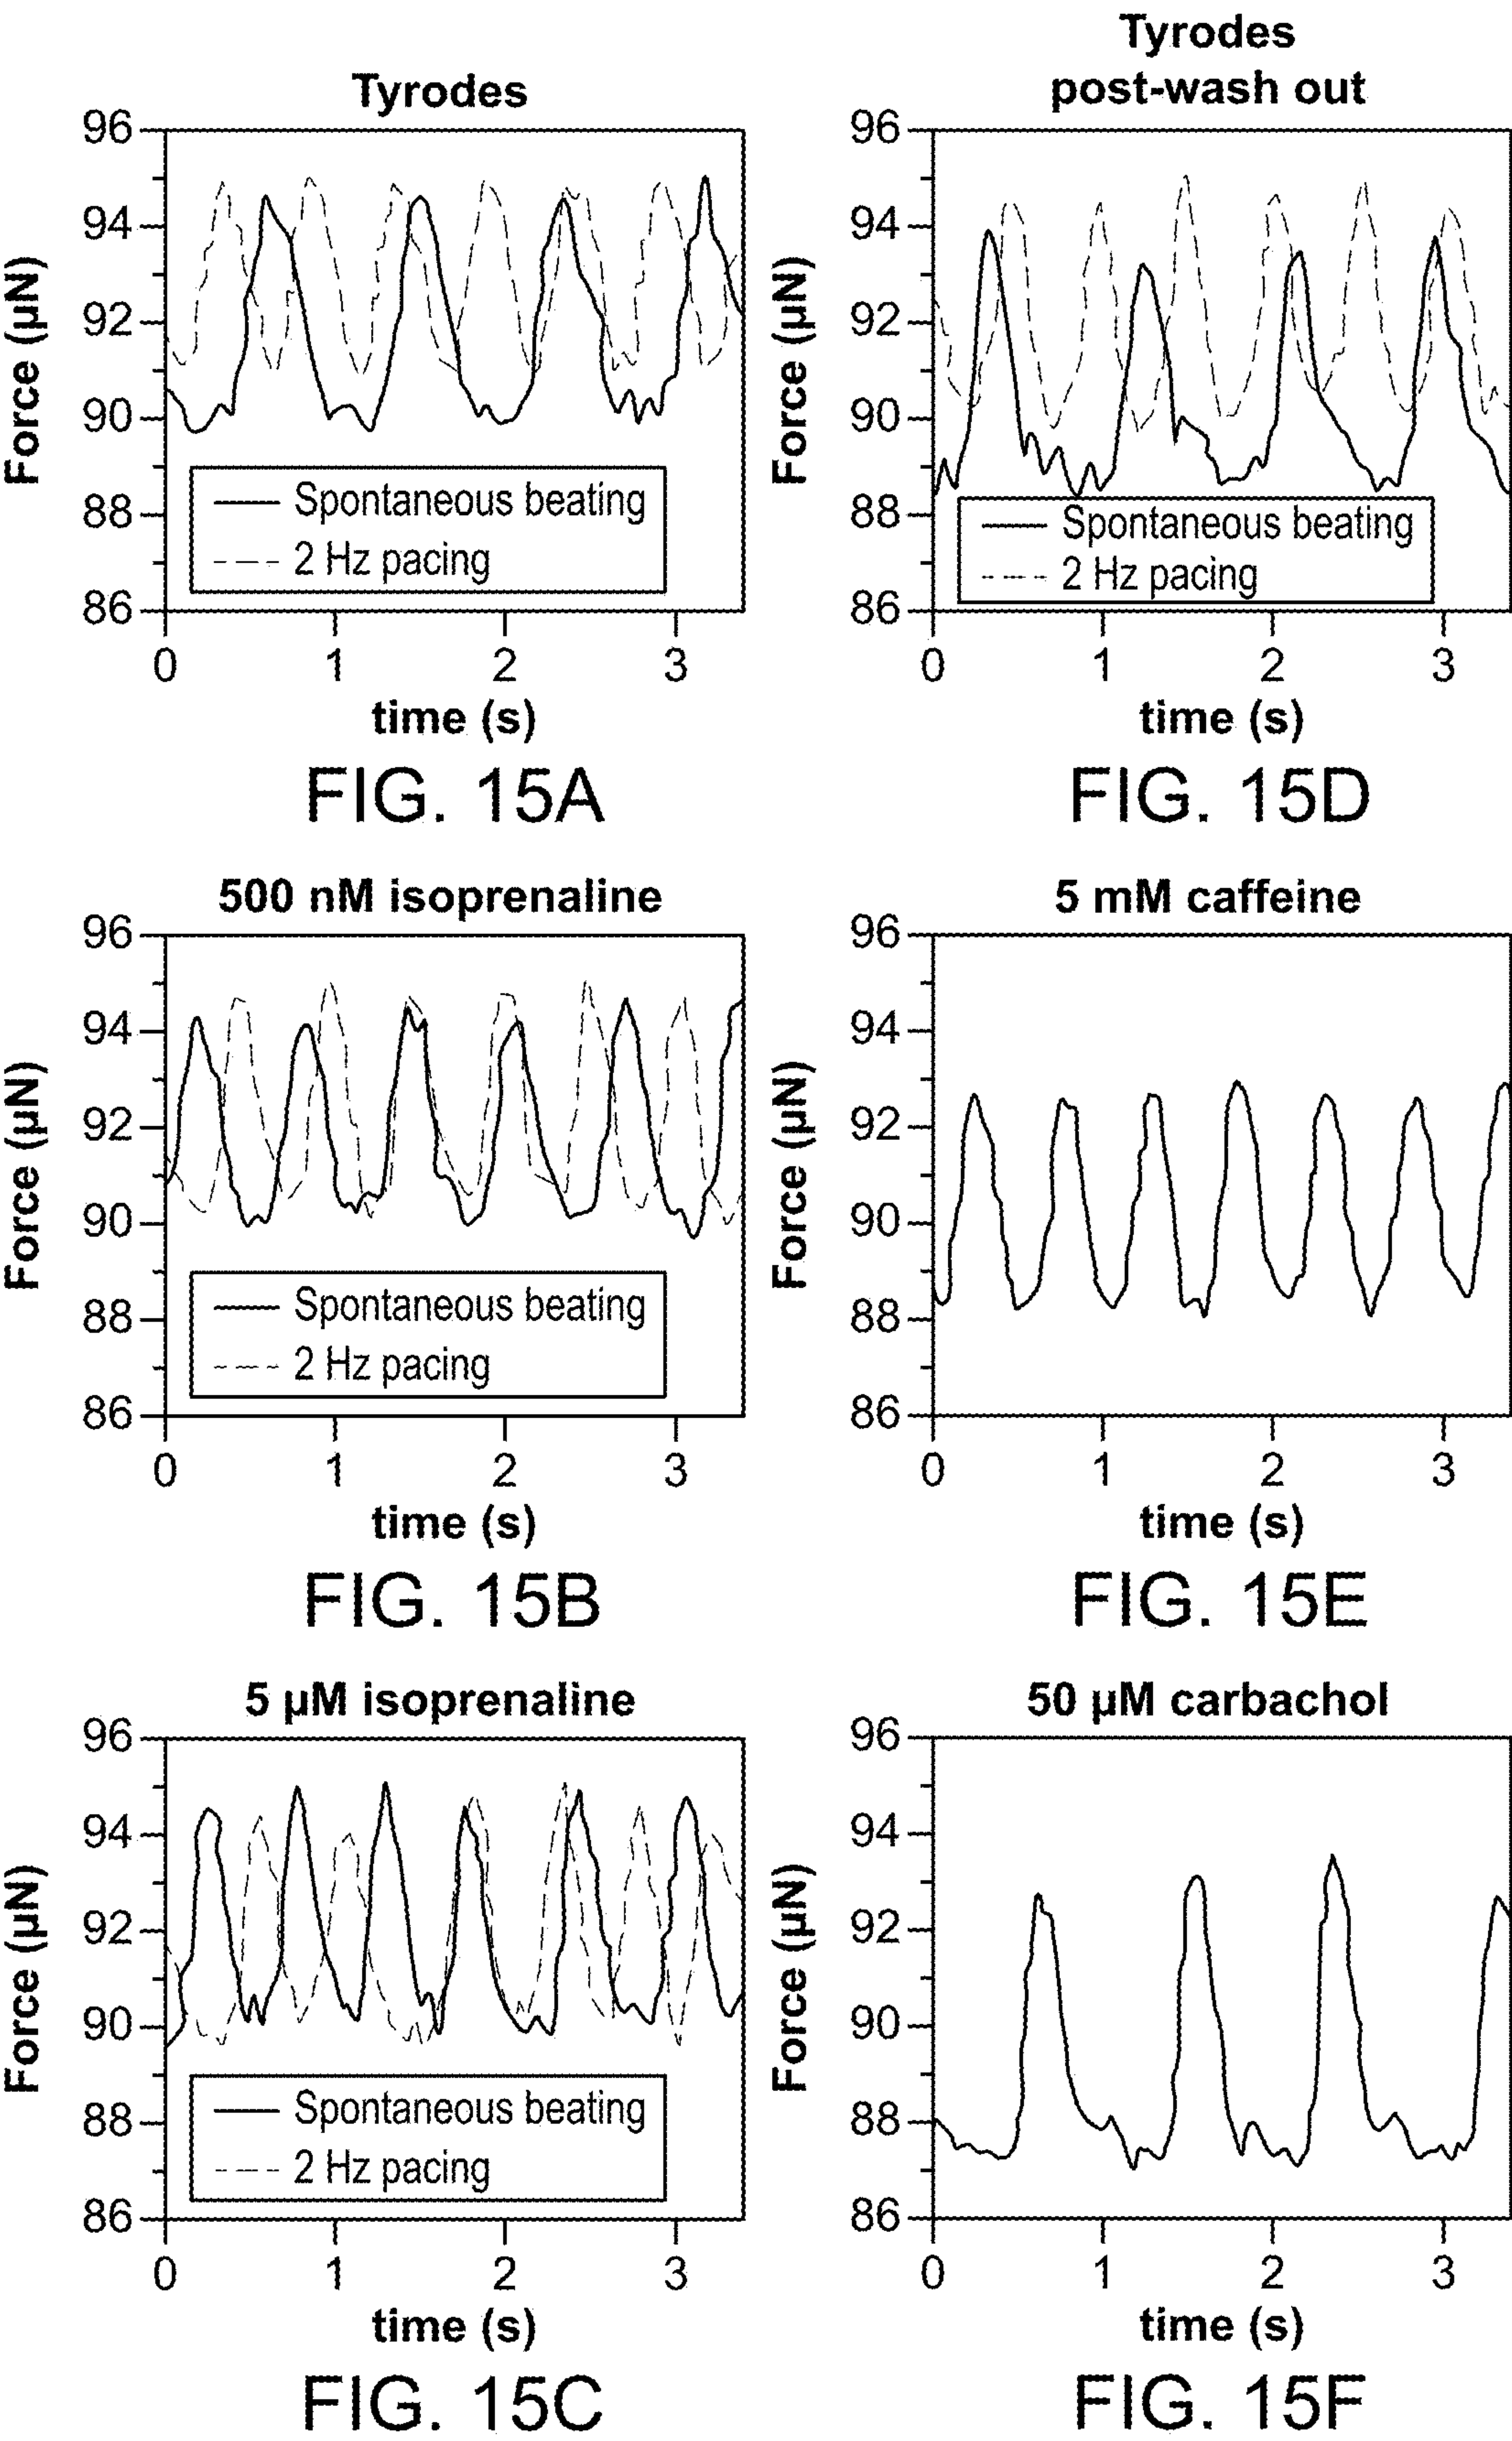 Tyrodes
96
94
92
90
88
86
Force (µN)
Spontaneous beating
2 Hz pacing
0 1 2 3
time (s)
FIG. 15A
Tyrodes
post-wash out
96
94
92
90
88
86
Force (µN)
Spontaneous beating
2 Hz pacing
0 1 2 3
time (s)
FIG. 15D
500 nM isoprenaline
96
94
92
90
88
86
Force (µN)
Spontaneous beating
2 Hz pacing
0 1 2 3
time (s)
FIG. 15B
5 mM caffeine
96
94
92
90
88
86
Force (µN)
0 1 2 3
time (s)
FIG. 15E
5 µM isoprenaline
96
94
92
90
88
86
Force (µN)
Spontaneous beating
2 Hz pacing
0 1 2 3
time (s)
FIG. 15C
50 µM carbachol
96
94
92
90
88
86
Force (µN)
0 1 2 3
time (s)
FIG. 15F